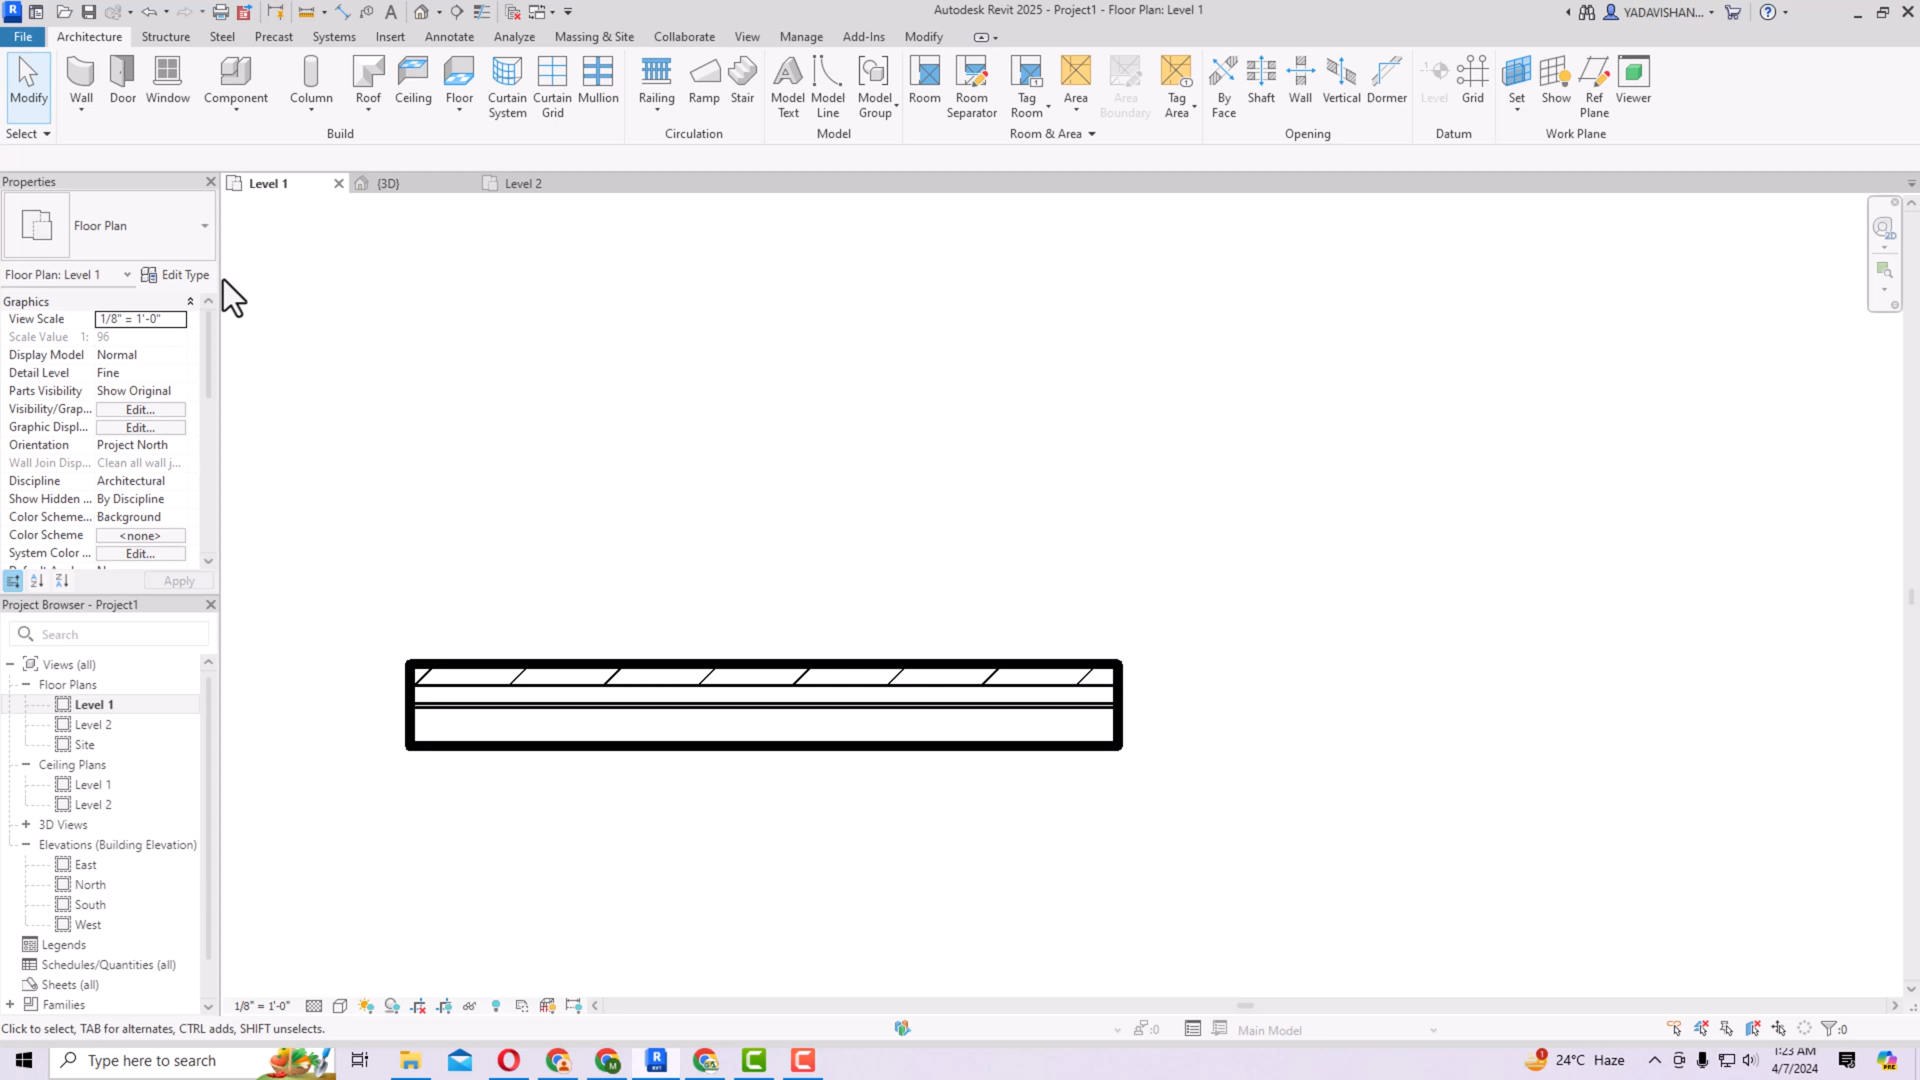 Autodesk Revit 2025 - Project1 - Floor Plan: Level 1
YADAVISHAN...
File Architecture Structure Steel Precast Systems Insert Annotate Analyze Massing & Site Collaborate View Manage Add-Ins Modify
Modify
Wall
Door
Window
Component
Column
Roof
Ceiling
Floor
Curtain System
Curtain Grid
Mullion
Railing
Ramp
Stair
Model Text
Model Line
Model Group
Room
Room Separator
Tag Room
Area
Area Boundary
Tag Area
By Face
Shaft
Wall
Vertical
Dormer
Level
Grid
Set
Show
Ref Plane
Viewer
Select
Build
Circulation
Model
Room & Area
Opening
Datum
Work Plane
Properties
Level 1
{3D}
Level 2
Floor Plan
Floor Plan: Level 1
Edit Type
Graphics
View Scale 1/8" = 1'-0"
Scale Value 1: 96
Display Model Normal
Detail Level Fine
Parts Visibility Show Original
Visibility/Grap... Edit...
Graphic Displ... Edit...
Orientation Project North
Wall Join Disp... Clean all wall j...
Discipline Architectural
Show Hidden ... By Discipline
Color Scheme... Background
Color Scheme <none>
System Color ... Edit...
Apply
Project Browser - Project1
Search
Views (all)
Floor Plans
Level 1
Level 2
Site
Ceiling Plans
Level 1
Level 2
3D Views
Elevations (Building Elevation)
East
North
South
West
Legends
Schedules/Quantities (all)
Sheets (all)
Families
1/8" = 1'-0"
Click to select, TAB for alternates, CTRL adds, SHIFT unselects.
:0
Main Model
:0
Type here to search
24°C Haze
1:23 AM
4/7/2024